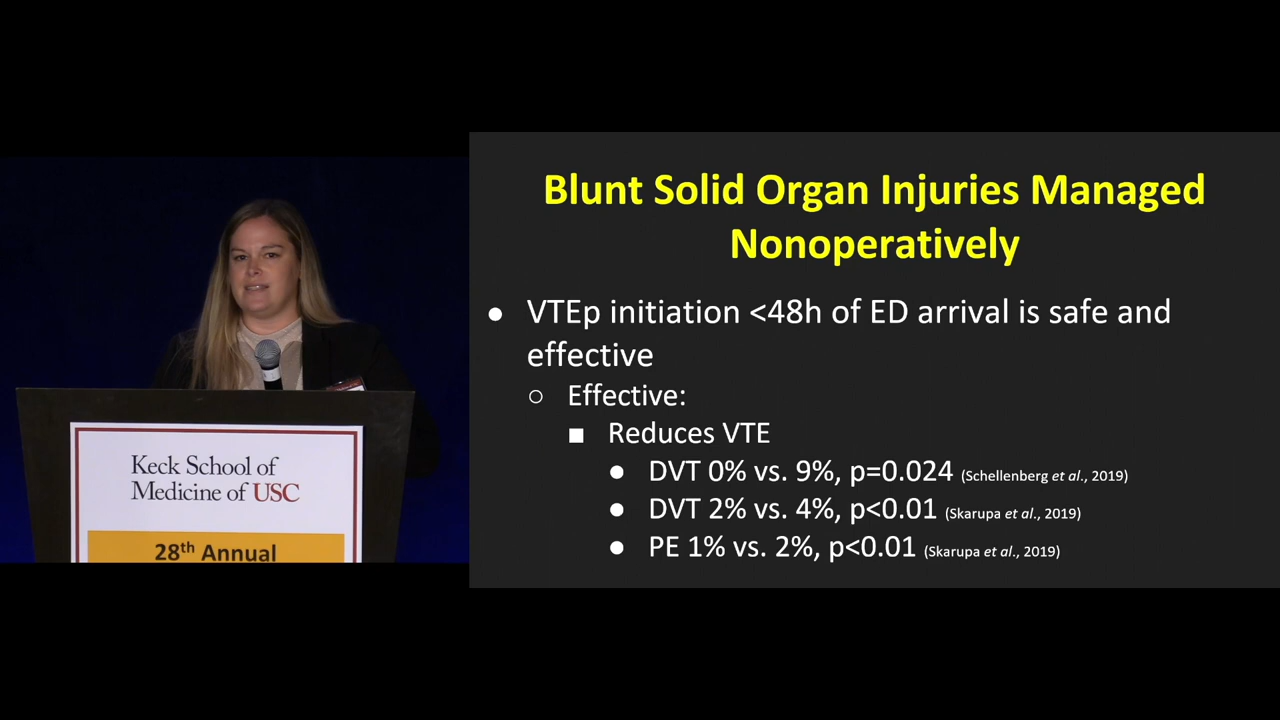 Blunt Solid Organ Injuries Managed
Nonoperatively
● VTEp initiation <48h of ED arrival is safe and
effective
○ Effective:
■ Reduces VTE
● DVT 0% vs. 9%, p=0.024 (Schellenberg et al., 2019)
● DVT 2% vs. 4%, p<0.01 (Skarupa et al., 2019)
● PE 1% vs. 2%, p<0.01 (Skarupa et al., 2019)
Keck School of
Medicine of USC
28th Annual